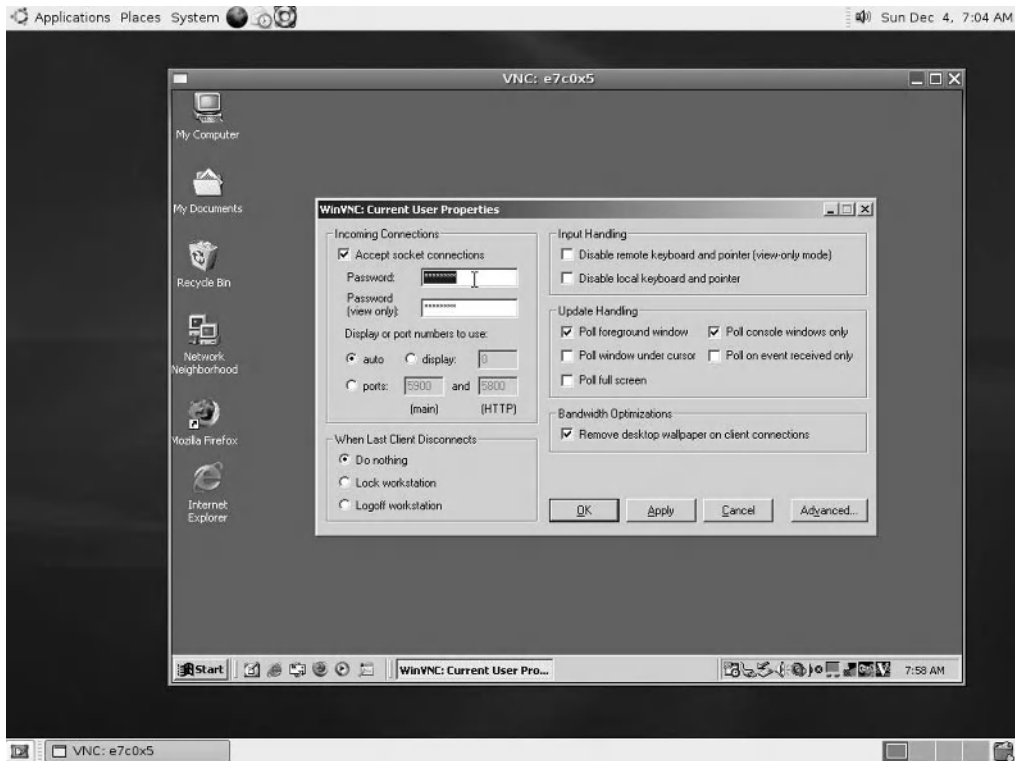 Applications Places System
Sun Dec 4, 7:04 AM
VNC: e7c0x5
My Computer
My Documents
Recycle Bin
Network
Neighborhood
Mozilla Firefox
Internet
Explorer
WinVNC: Current User Properties
Incoming Connections
Accept socket connections
Password: ********
Password
(view only): ********
Display or port numbers to use:
auto display: 0
ports: 5900 and 5800
(main) (HTTP)
When Last Client Disconnects
Do nothing
Lock workstation
Logoff workstation
Input Handling
Disable remote keyboard and pointer (view-only mode)
Disable local keyboard and pointer
Update Handling
Poll foreground window Poll console windows only
Poll window under cursor Poll on event received only
Poll full screen
Bandwidth Optimizations
Remove desktop wallpaper on client connections
OK Apply Cancel Advanced...
Start WinVNC: Current User Pro... 7:58 AM
VNC: e7c0x5